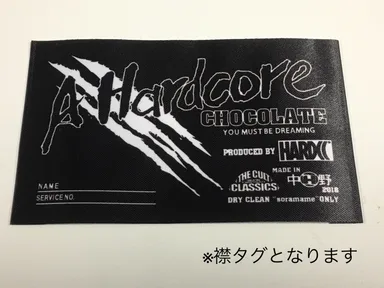 A Hardcore
CHOCOLATE
YOU MUST BE DREAMING
PRODUCED BY HARDCC
MADE IN
THE CULT
CLASSICS
中野
2018
NAME
SERVICE NO.
DRY CLEAN "soramame" ONLY
※襟タグとなります